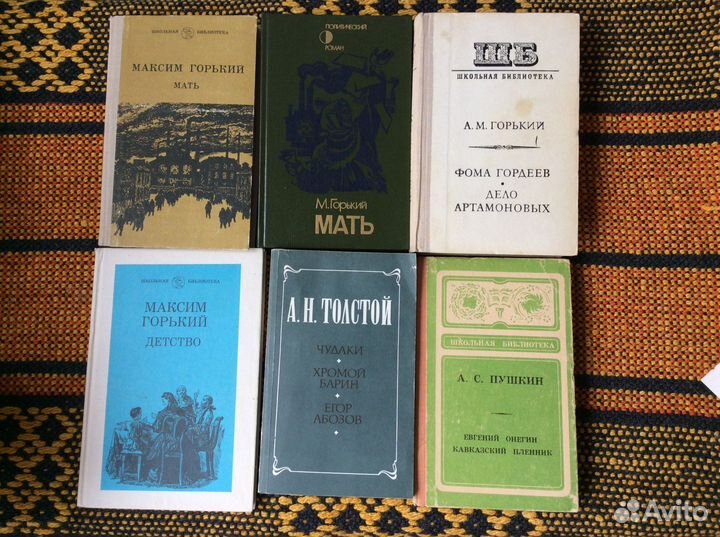 ШКОЛЬНАЯ БИБЛИОТЕКА
МАКСИМ ГОРЬКИЙ
МАТЬ
ПОЛИТИЧЕСКИЙ
РОМАН
М.Горький
МАТЬ
ШБ
ШКОЛЬНАЯ БИБЛИОТЕКА
А. М. ГОРЬКИЙ
ФОМА ГОРДЕЕВ
•
ДЕЛО
АРТАМОНОВЫХ
ШКОЛЬНАЯ БИБЛИОТЕКА
МАКСИМ
ГОРЬКИЙ
ДЕТСТВО
А. Н. ТОЛСТОЙ
ЧУДАКИ
ХРОМОЙ
БАРИН
ЕГОР
АБОЗОВ
ШКОЛЬНАЯ БИБЛИОТЕКА
А. С. ПУШКИН
ЕВГЕНИЙ ОНЕГИН
КАВКАЗСКИЙ ПЛЕННИК
Avito